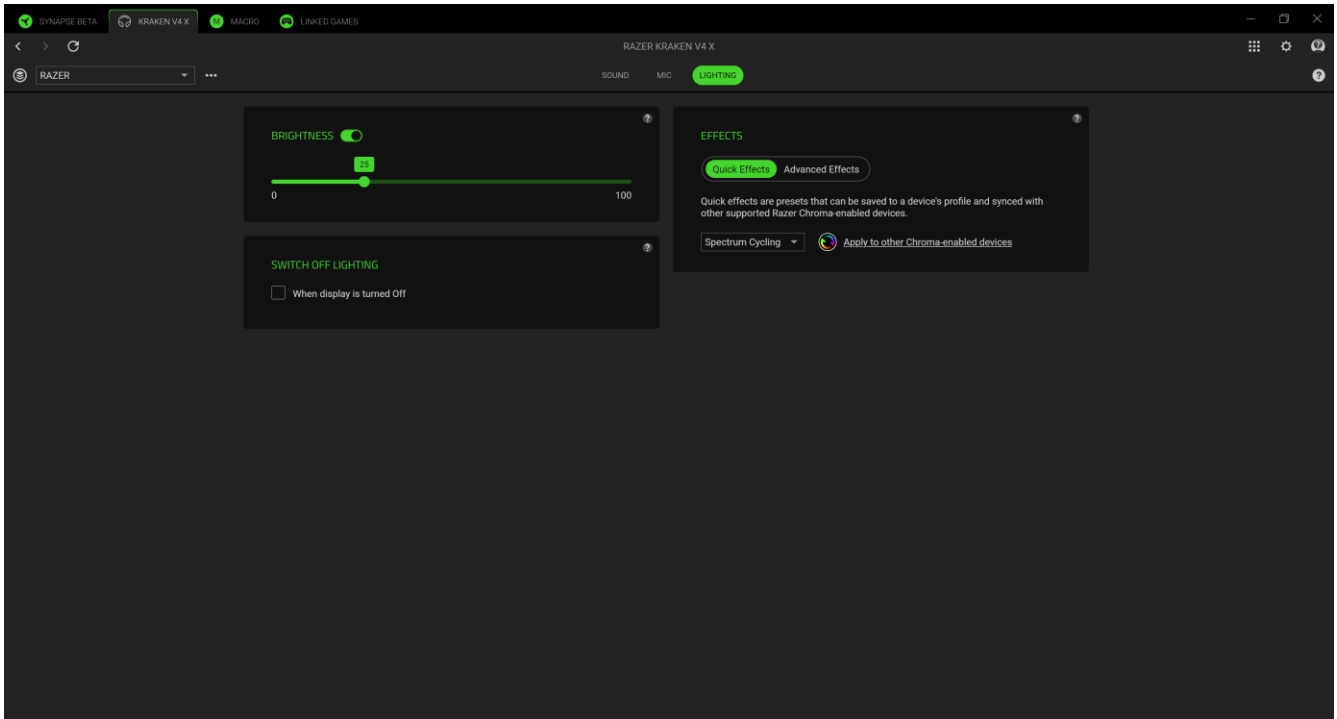 SYNAPSE BETA
KRAKEN V4 X
M
MACRO
LINKED GAMES
RAZER KRAKEN V4 X
RAZER
SOUND
MIC
LIGHTING
?
BRIGHTNESS
?
25
0
100
SWITCH OFF LIGHTING
?
When display is turned Off
EFFECTS
?
Quick Effects
Advanced Effects
Quick effects are presets that can be saved to a device's profile and synced with
other supported Razer Chroma-enabled devices.
Spectrum Cycling
Apply to other Chroma-enabled devices